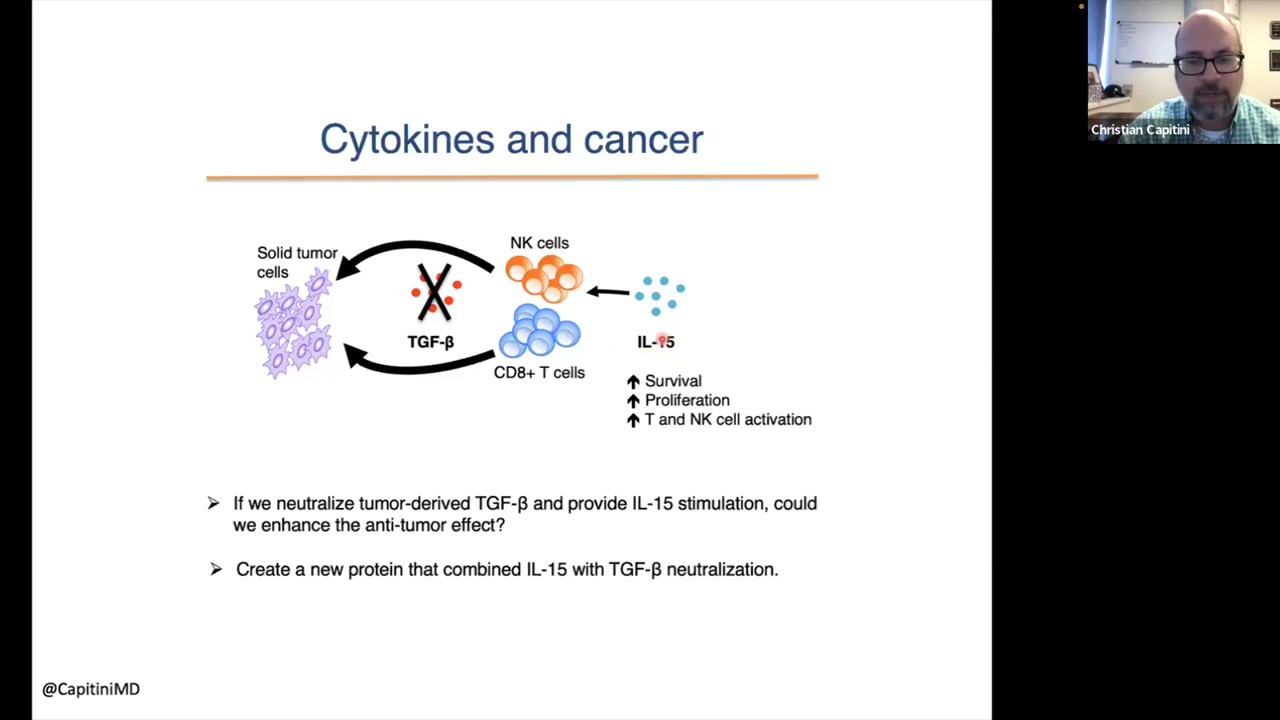 Cytokines and cancer
Christian Capitini
Solid tumor
cells
NK cells
TGF-β
IL-15
CD8+ T cells
Survival
Proliferation
T and NK cell activation
➢ If we neutralize tumor-derived TGF-β and provide IL-15 stimulation, could
we enhance the anti-tumor effect?
➢ Create a new protein that combined IL-15 with TGF-β neutralization.
@CapitiniMD